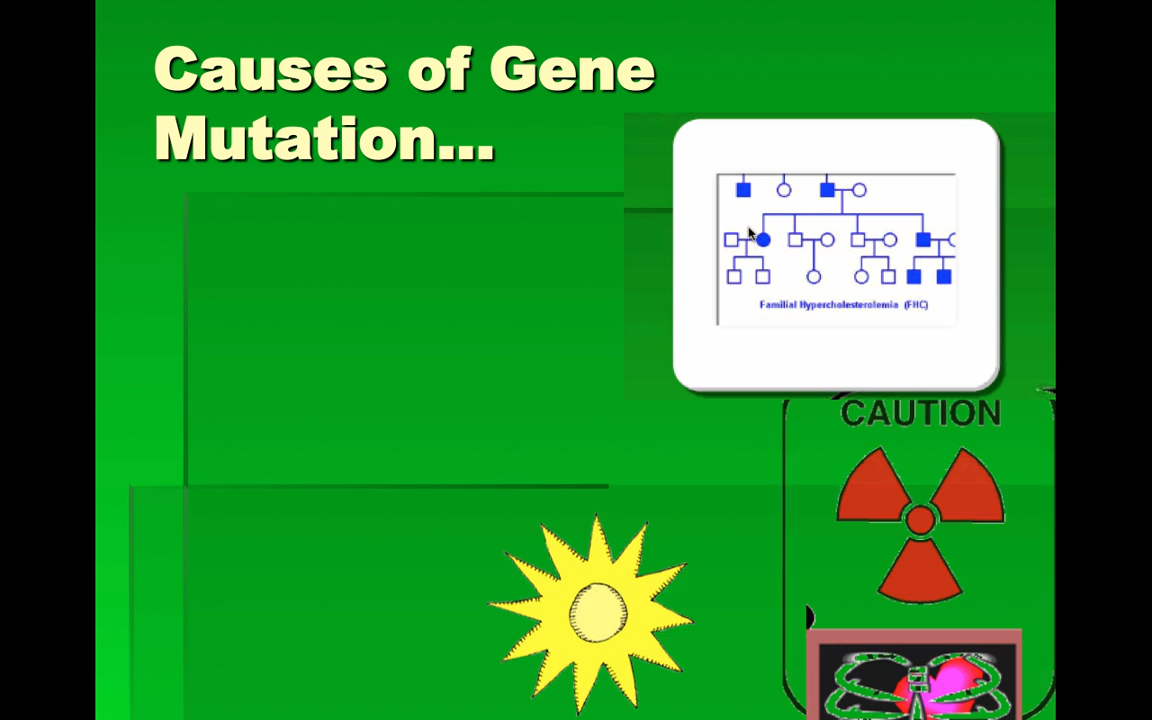 Causes of Gene
Mutation...
Familial Hypercholesterolemia (FHC)
CAUTION